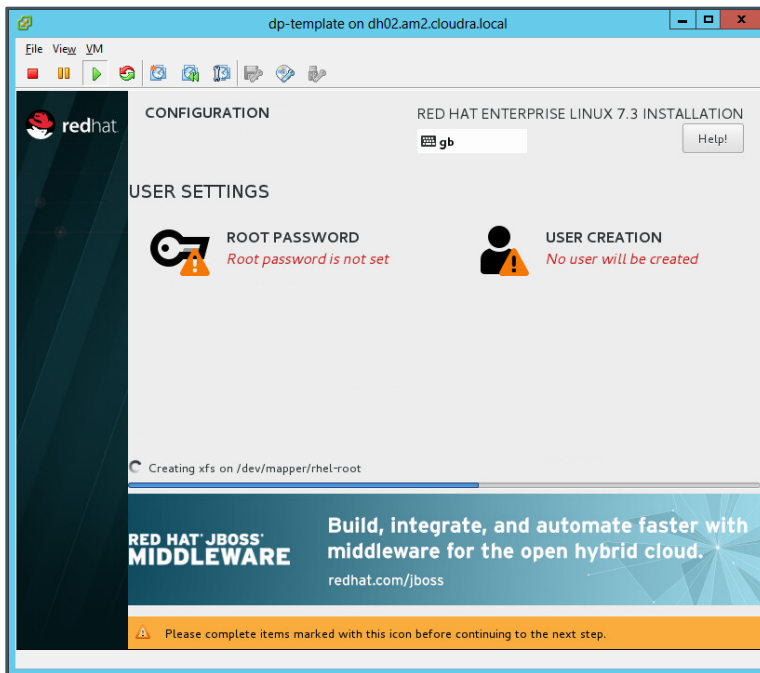 dp-template on dh02.am2.cloudra.local
File View VM
redhat.
CONFIGURATION
RED HAT ENTERPRISE LINUX 7.3 INSTALLATION
gb
Help!
USER SETTINGS
ROOT PASSWORD
Root password is not set
USER CREATION
No user will be created
Creating xfs on /dev/mapper/rhel-root
RED HAT JBOSS
MIDDLEWARE
Build, integrate, and automate faster with
middleware for the open hybrid cloud.
redhat.com/jboss
Please complete items marked with this icon before continuing to the next step.